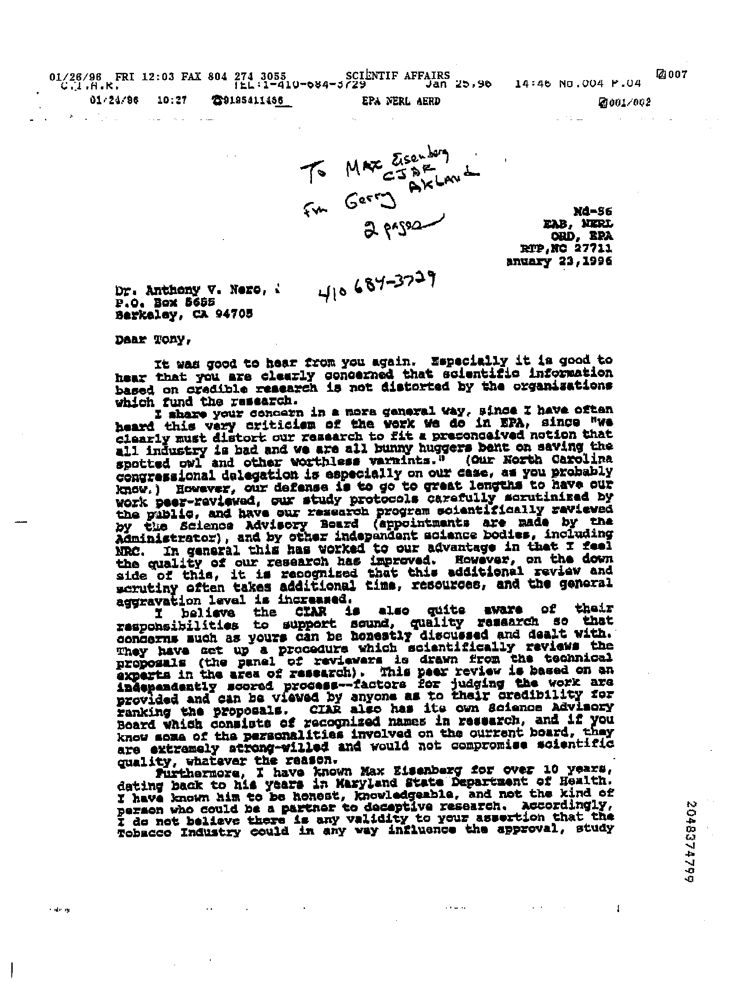 01/26/96 FRI 12:03 FAX 804 274 3055 SCIENTIF AFFAIRS 007
C.I.A.R. TEL:1-410-684-3729 Jan 25,96 14:46 No.004 P.04
01/24/96 10:27 ☎9195411486 EPA NERL AERD 001/002
To Max Eisenberg
CIAR
Fm Gerry Akland
2 pages
410 684-3729
Md-56
EAB, NERL
ORD, EPA
RTP,NC 27711
anuary 23,1996
Dr. Anthony V. Nero,
P.O. Box 5655
Berkeley, CA 94705
Dear Tony,
It was good to hear from you again. Especially it is good to
hear that you are clearly concerned that scientific information
based on credible research is not distorted by the organizations
which fund the research.
I share your concern in a more general way, since I have often
heard this very criticism of the work we do in EPA, since "we
clearly must distort our research to fit a preconceived notion that
all industry is bad and we are all bunny huggers bent on saving the
spotted owl and other worthless varmints." (Our North Carolina
congressional delegation is especially on our case, as you probably
know.) However, our defense is to go to great lengths to have our
work peer-reviewed, our study protocols carefully scrutinized by
the public, and have our research program scientifically reviewed
by the Science Advisory Board (appointments are made by the
Administrator), and by other independent science bodies, including
NRC. In general this has worked to our advantage in that I feel
the quality of our research has improved. However, on the down
side of this, it is recognized that this additional review and
scrutiny often takes additional time, resources, and the general
aggravation level is increased.
I believe the CIAR is also quite aware of their
responsibilities to support sound, quality research so that
concerns such as yours can be honestly discussed and dealt with.
They have set up a procedure which scientifically reviews the
proposals (the panel of reviewers is drawn from the technical
experts in the area of research). This peer review is based on an
independently scored process--factors for judging the work are
provided and can be viewed by anyone as to their credibility for
ranking the proposals. CIAR also has its own Science Advisory
Board which consists of recognized names in research, and if you
know some of the personalities involved on the current board, they
are extremely strong-willed and would not compromise scientific
quality, whatever the reason.
Furthermore, I have known Max Eisenberg for over 10 years,
dating back to his years in Maryland State Department of Health.
I have known him to be honest, knowledgeable, and not the kind of
person who could be a partner to deceptive research. Accordingly,
I do not believe there is any validity to your assertion that the
Tobacco Industry could in any way influence the approval, study
2048374799